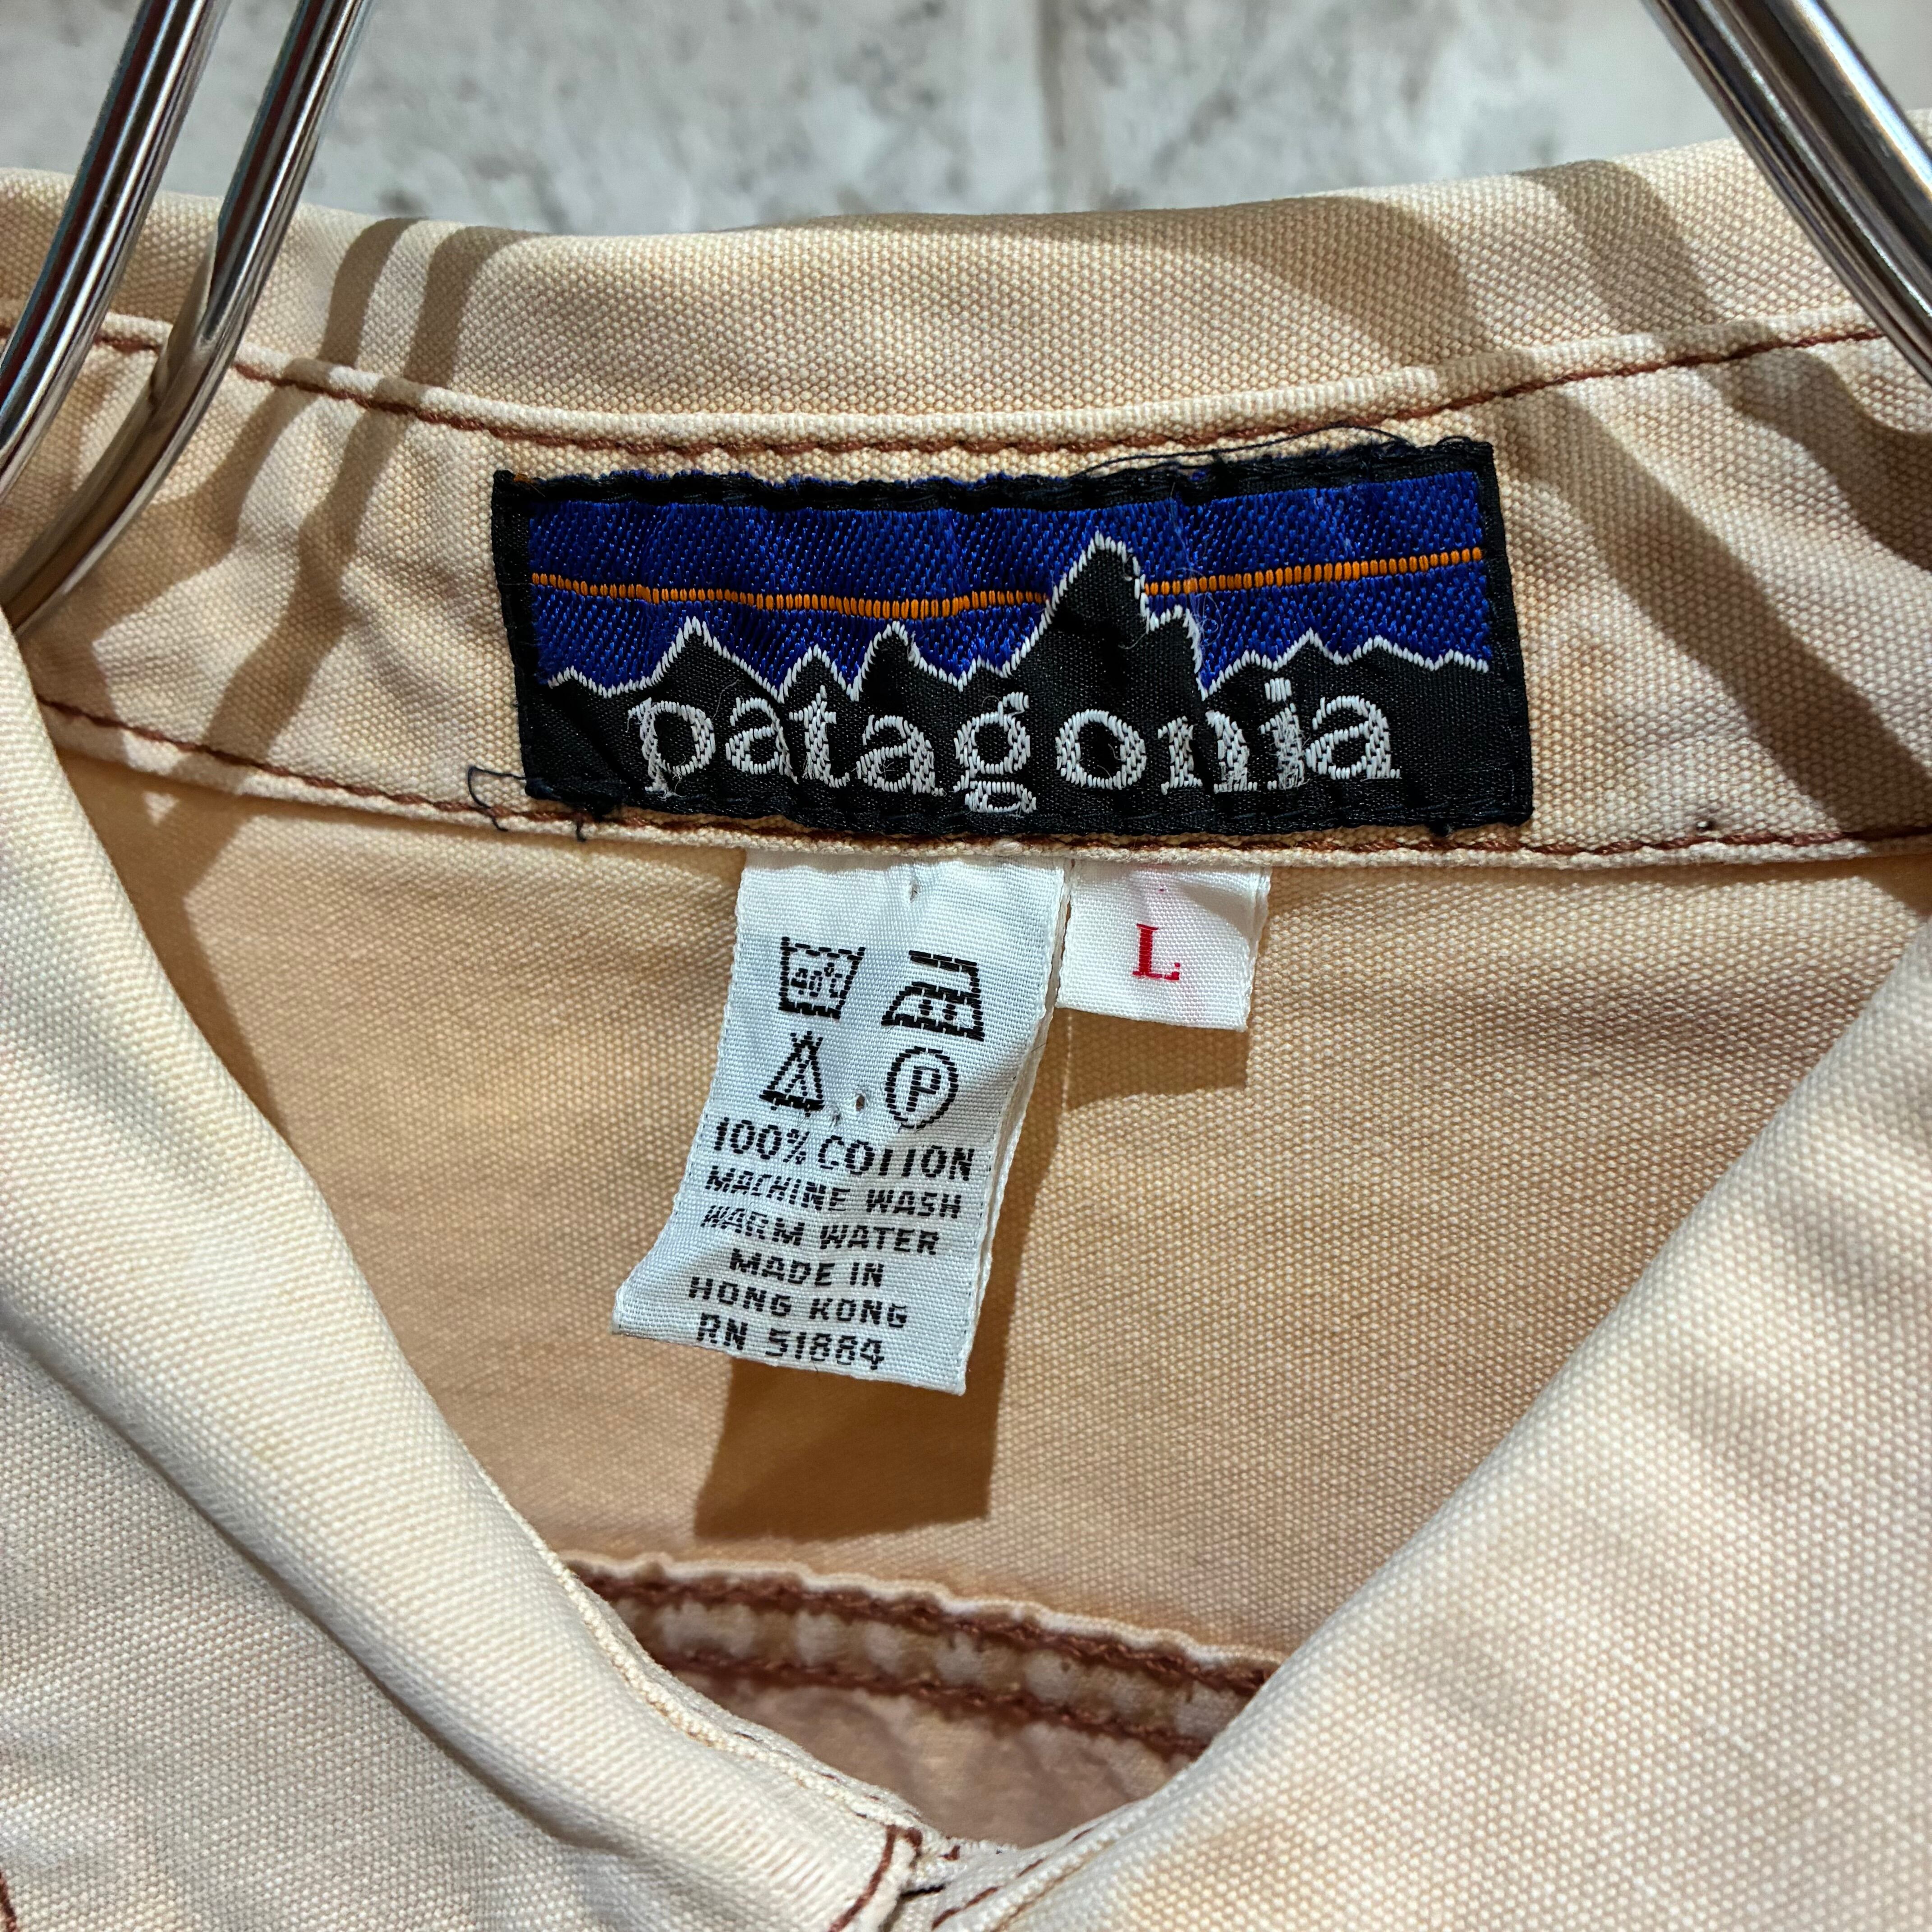 patagonia
L
40°C
P
100% COTTON
MACHINE WASH
WARM WATER
MADE IN
HONG KONG
RN 51884